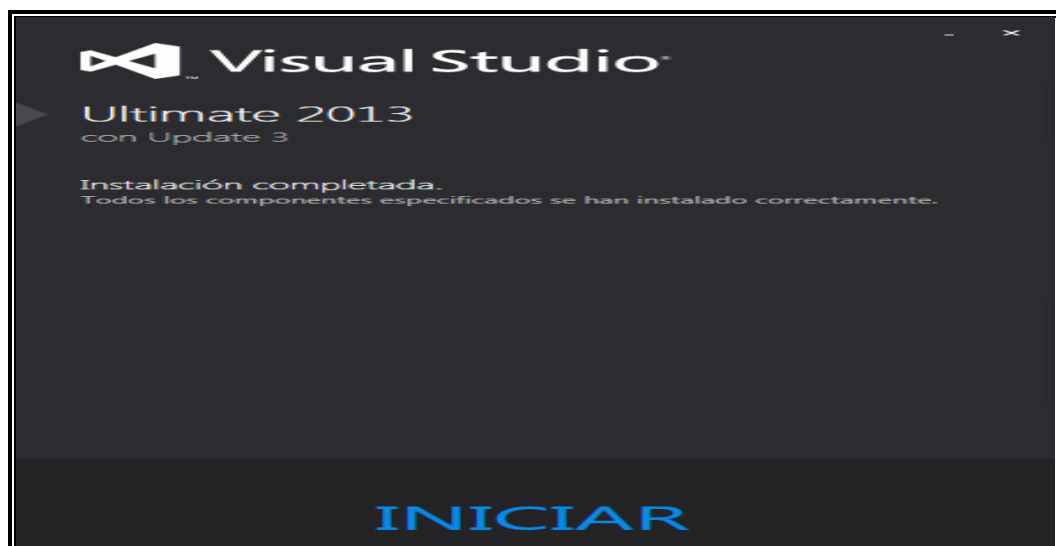 Visual Studio
Ultimate 2013
con Update 3
Instalación completada.
Todos los componentes especificados se han instalado correctamente.
INICIAR